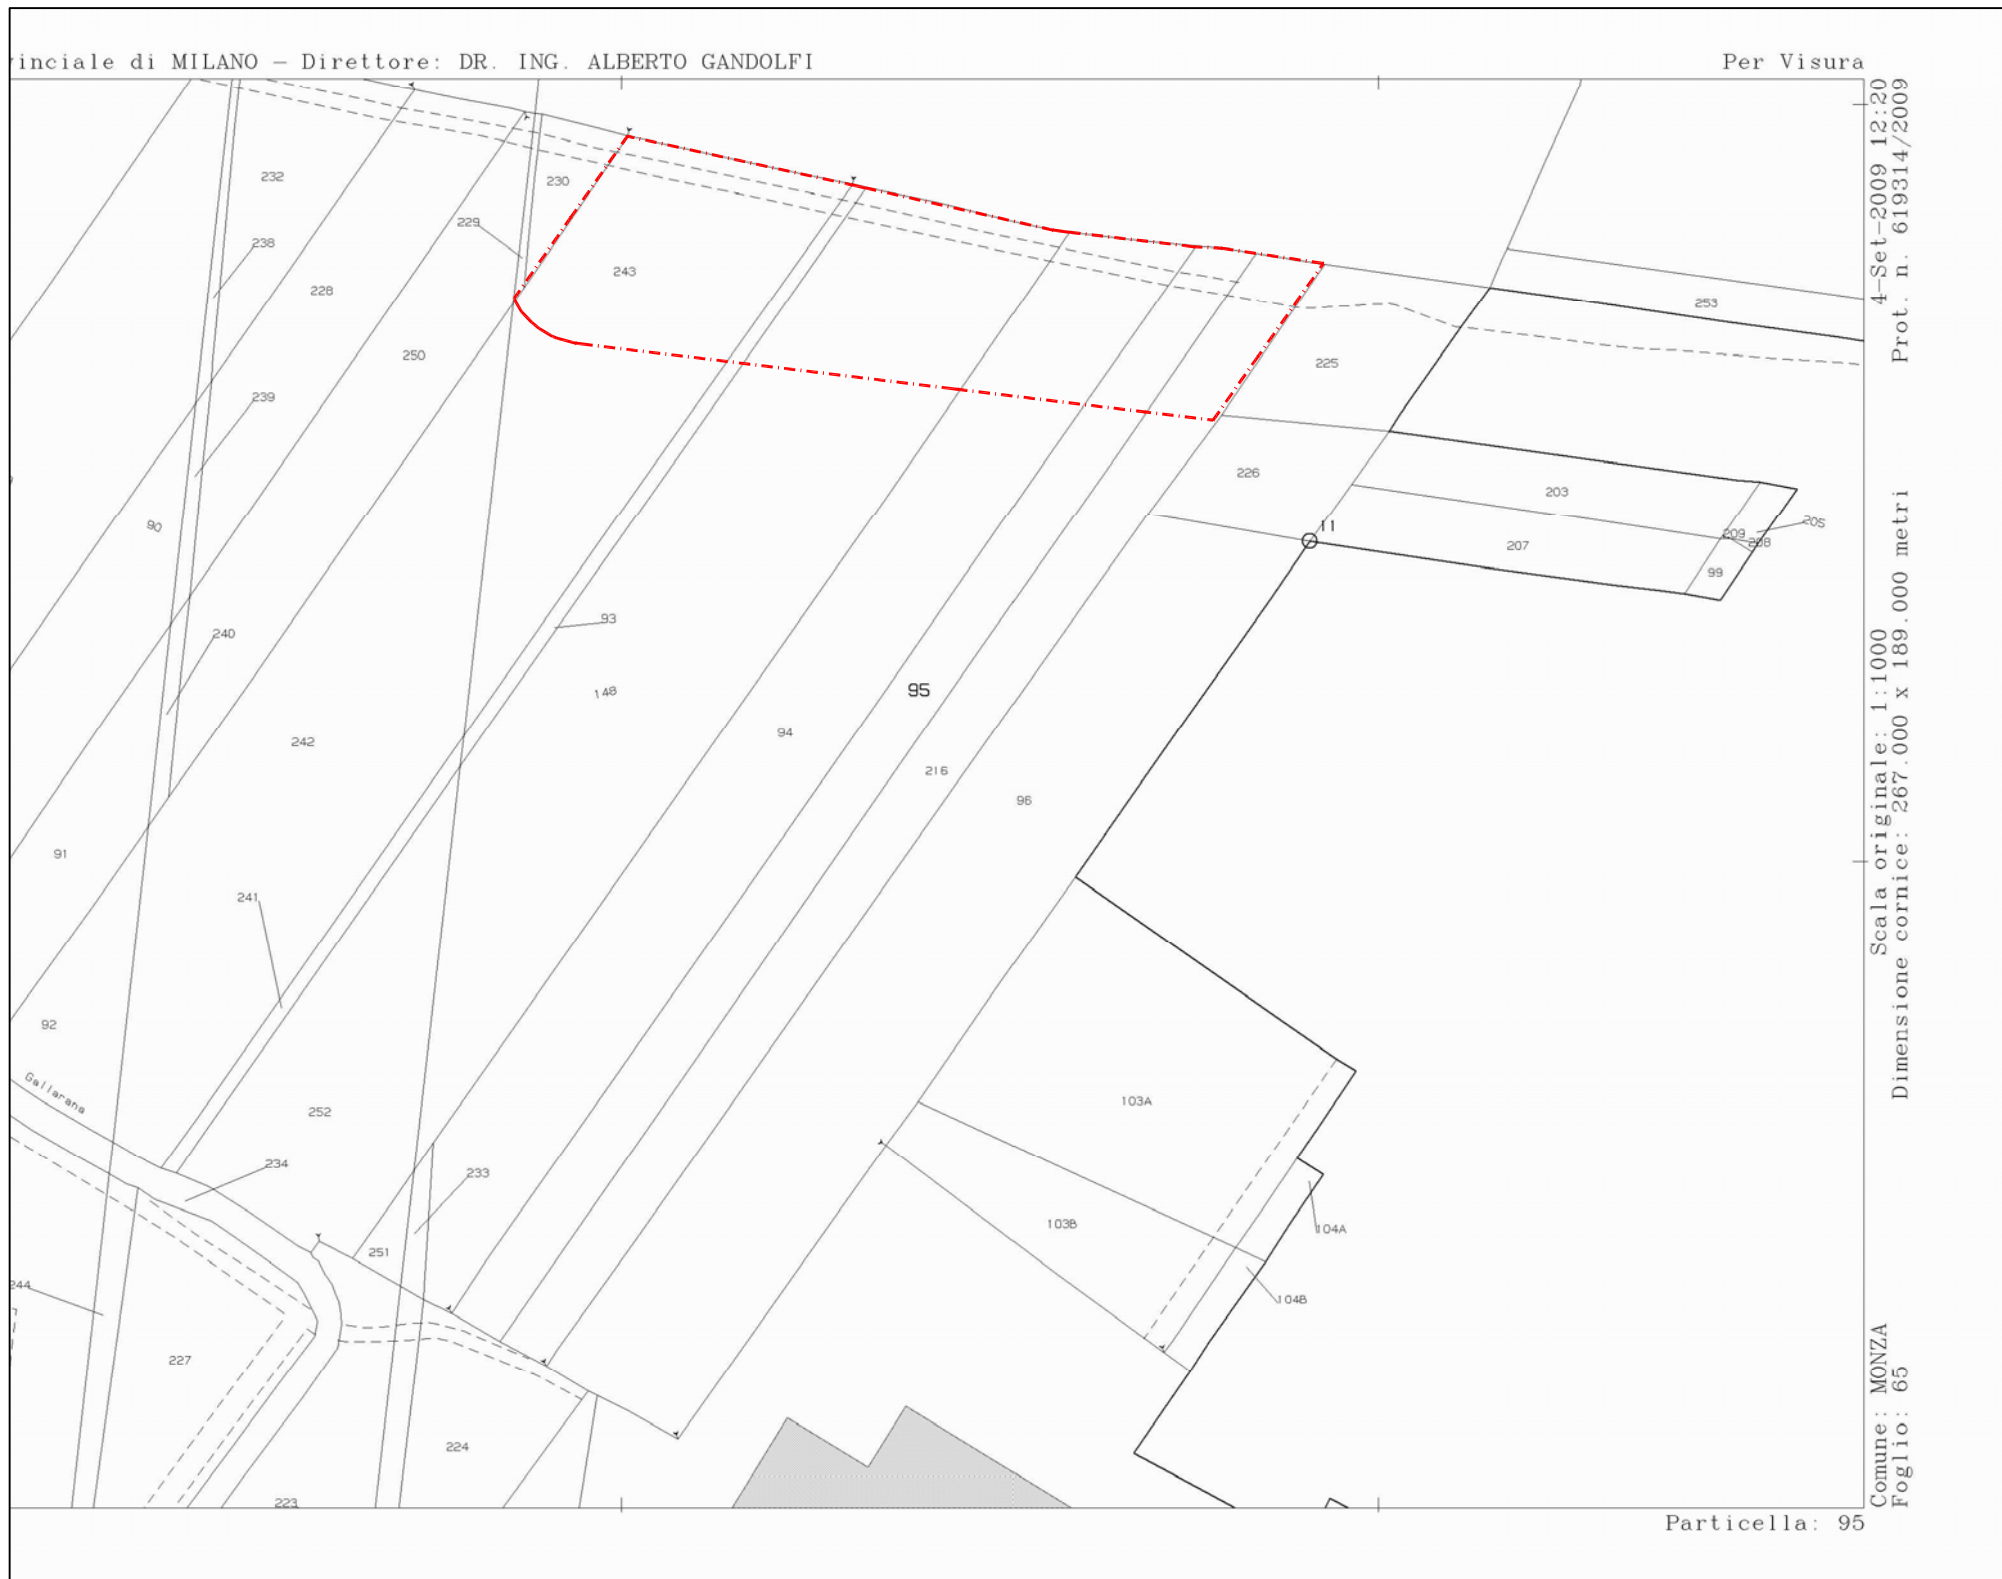 vinciale di MILANO – Direttore: DR. ING. ALBERTO GANDOLFI
Per Visura
4-Set-2009 12:20
Prot. n. 619314/2009
Scala originale: 1:1000
Dimensione cornice: 267.000 x 189.000 metri
Comune: MONZA
Foglio: 65
Particella: 95
232
230
229
238
243
228
253
250
225
239
226
203
90
11
205
209
208
207
99
93
240
148
95
242
94
216
96
91
241
92
Gallarana
103A
252
234
233
103B
104A
251
244
104B
227
224
223